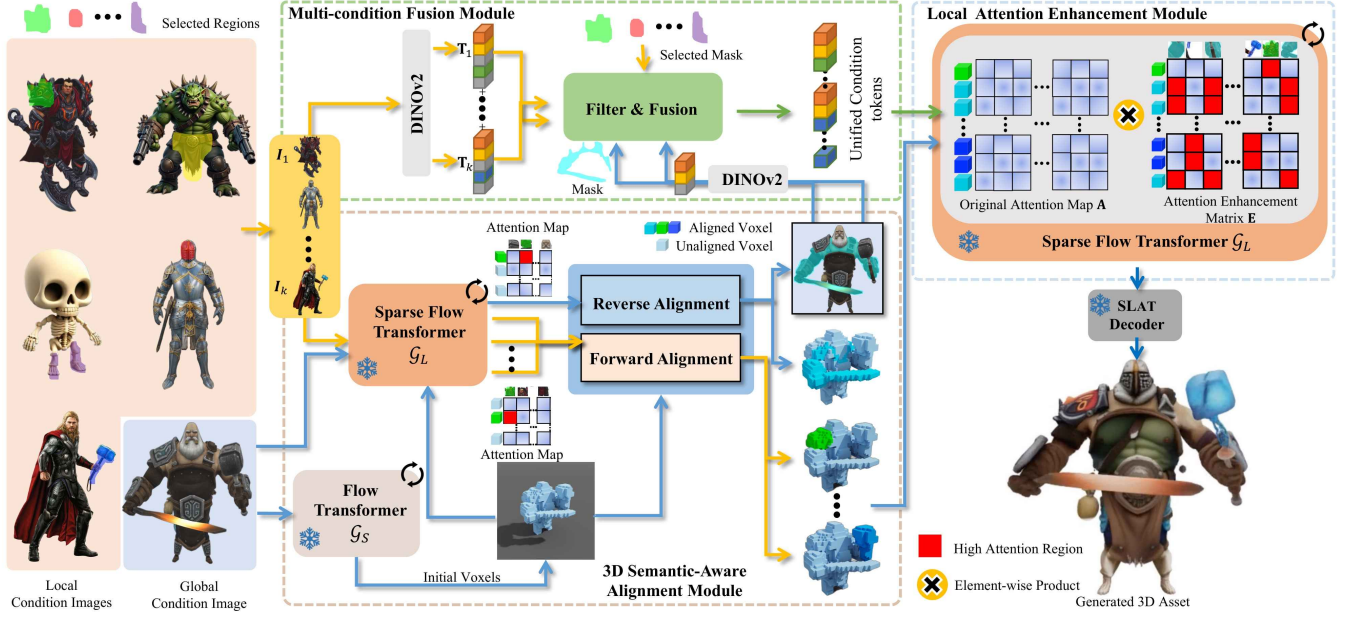 Selected Regions
Local
Condition Images
Global
Condition Image
Multi-condition Fusion Module
DINOv2
T1
Tk
Selected Mask
Filter & Fusion
Mask
DINOv2
Unified Condition
tokens
I1
Ik
Attention Map
Aligned Voxel
Unaligned Voxel
Sparse Flow
Transformer
𝒢L
Reverse Alignment
Forward Alignment
Attention Map
Flow
Transformer
𝒢S
Initial Voxels
3D Semantic-Aware
Alignment Module
Local Attention Enhancement Module
Original Attention Map A
Attention Enhancement
Matrix E
Sparse Flow Transformer 𝒢L
SLAT
Decoder
High Attention Region
Element-wise Product
Generated 3D Asset